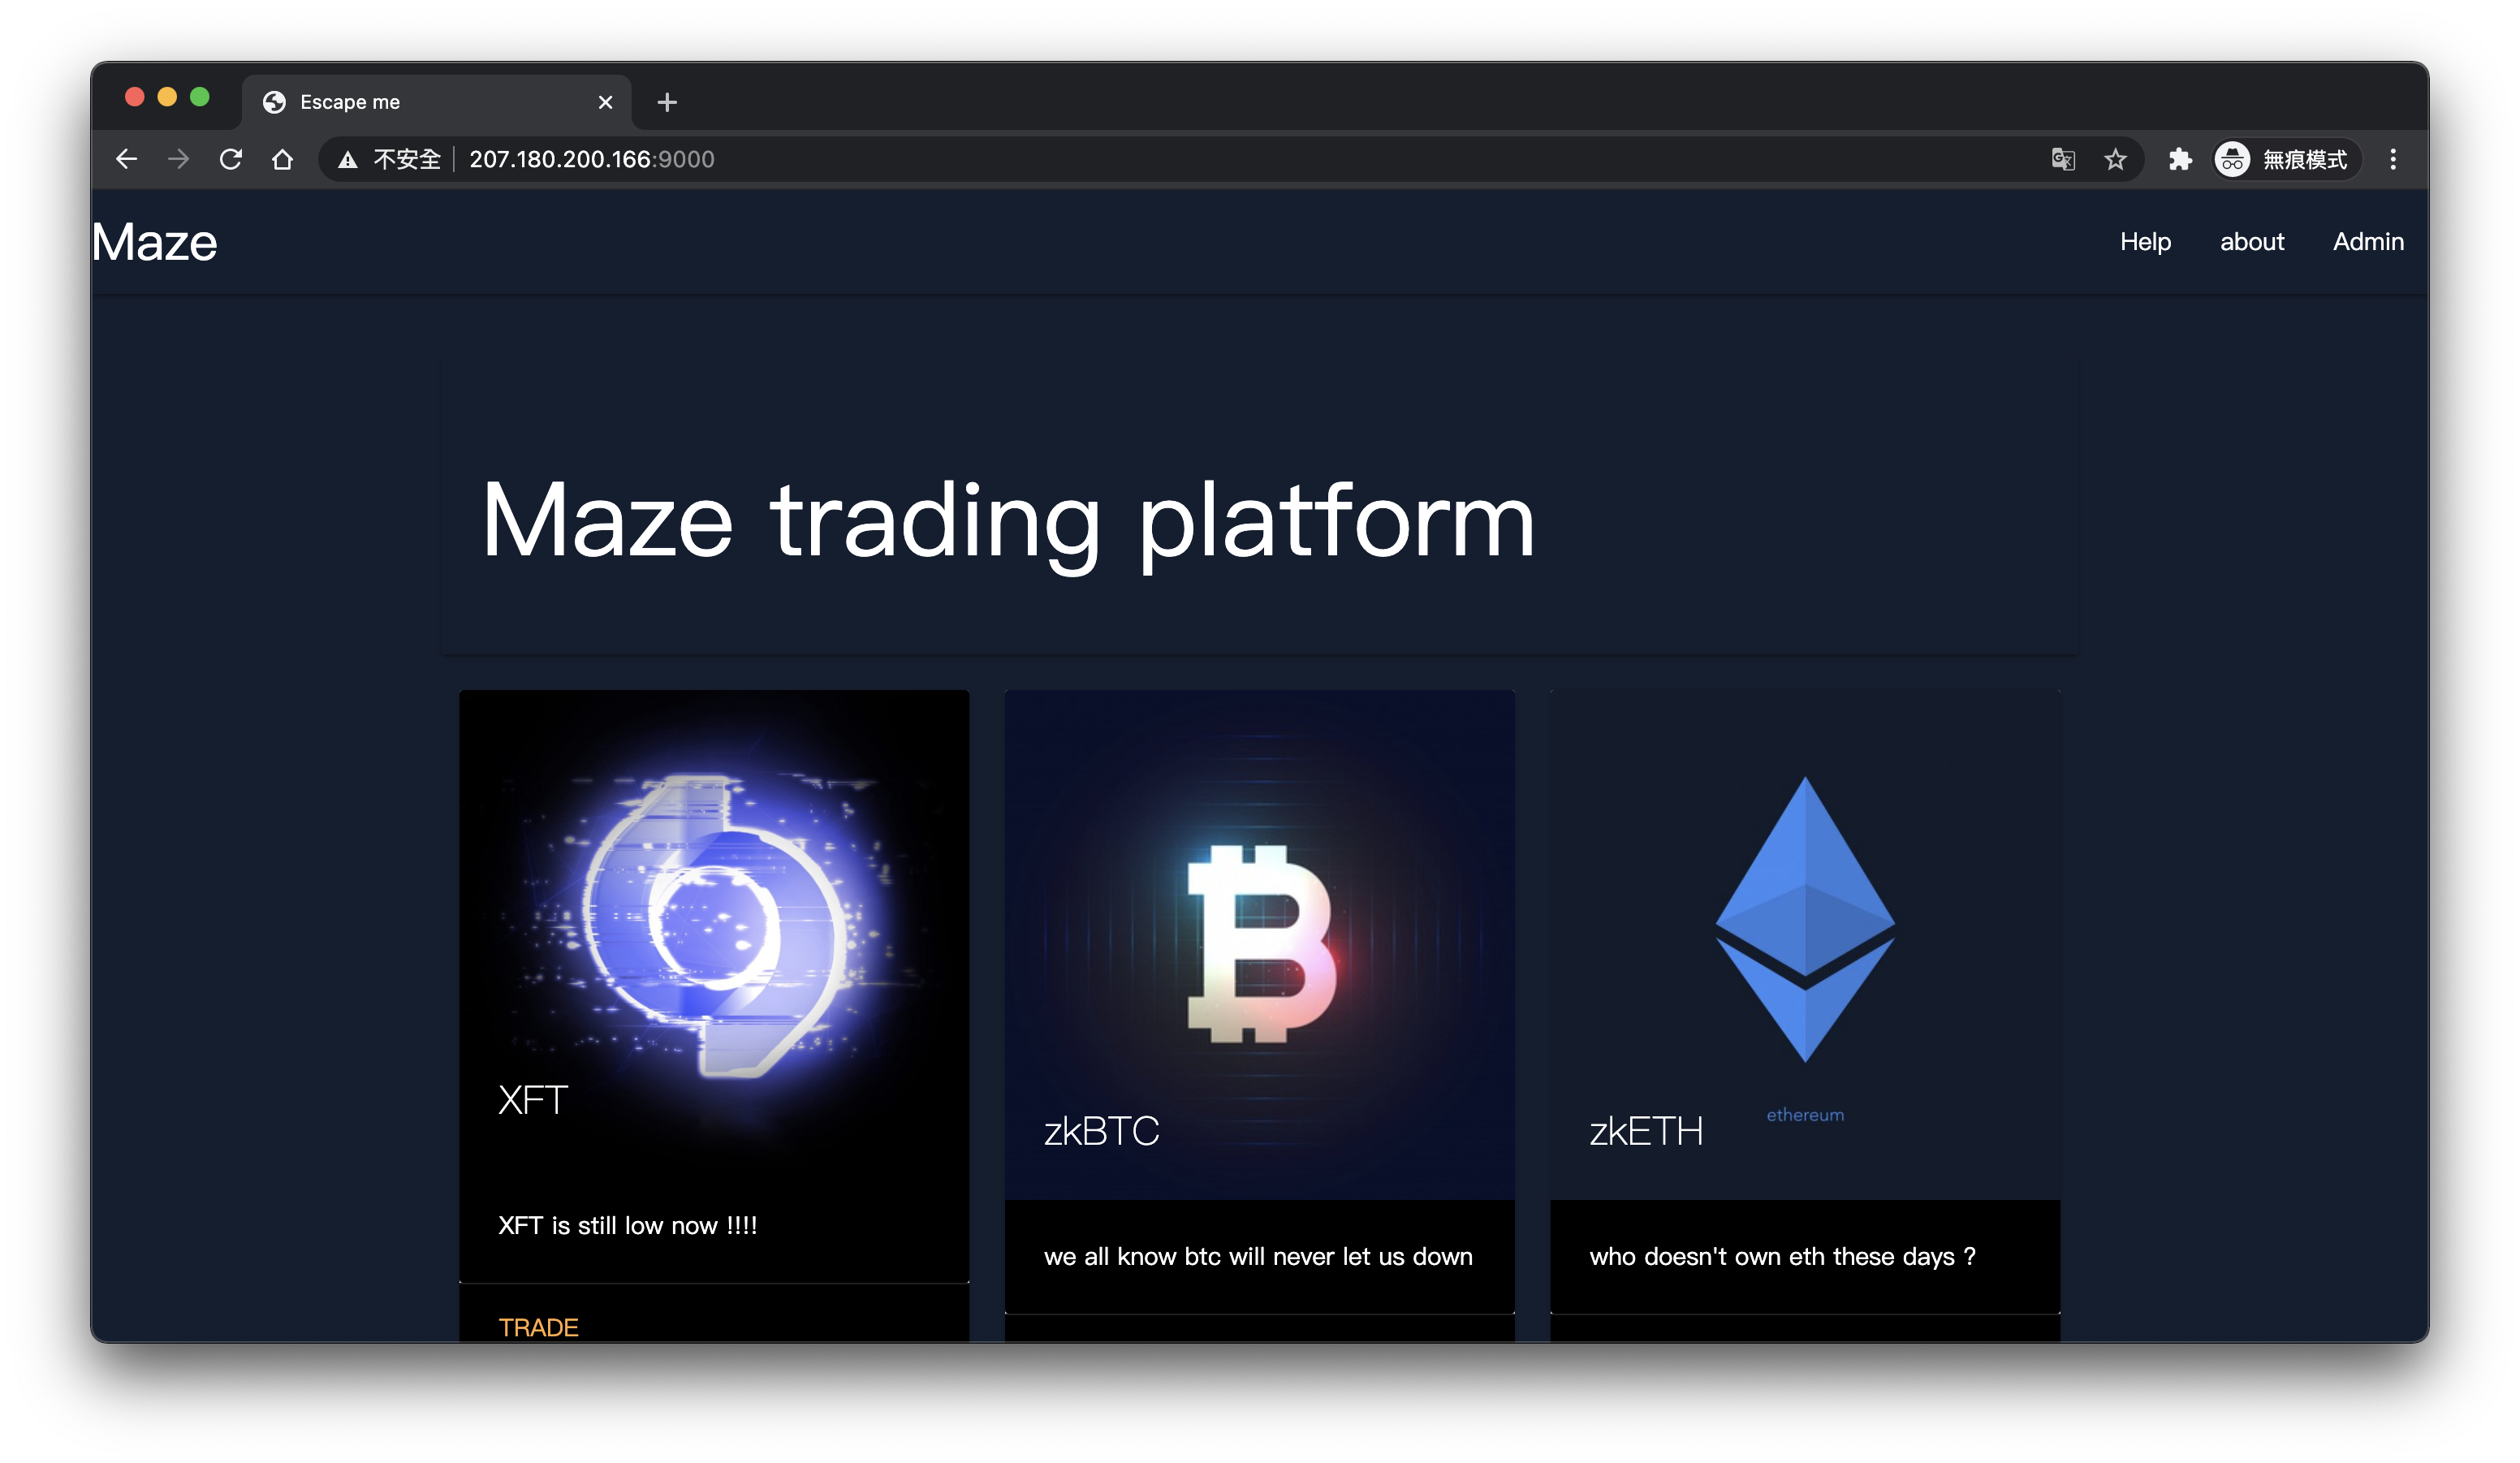 Escape me
不安全 207.180.200.166:9000
無痕模式
Maze
Help about Admin
Maze trading platform
XFT
XFT is still low now !!!!
TRADE
zkBTC
we all know btc will never let us down
ethereum
zkETH
who doesn't own eth these days ?